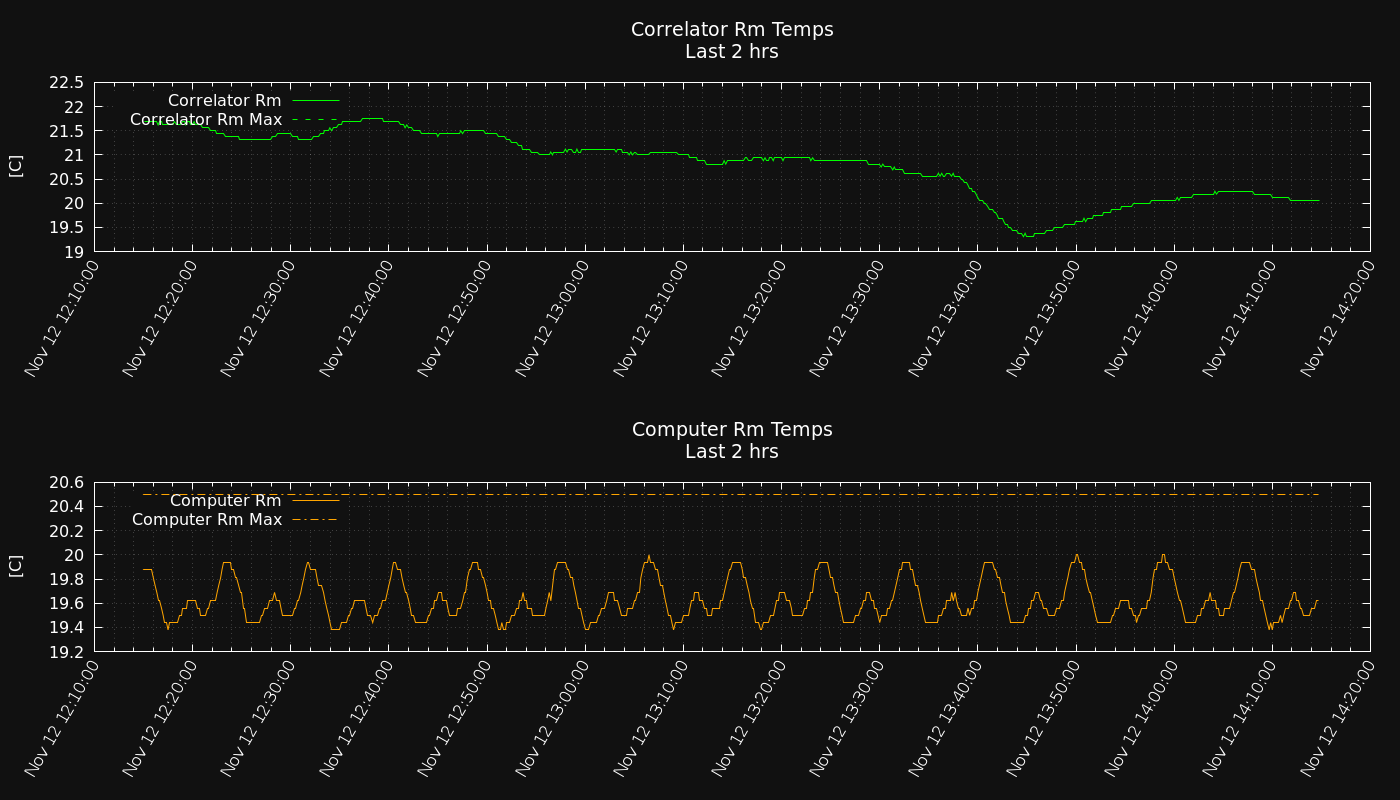 Correlator Rm Temps
Last 2 hrs
22.5
22
21.5
21
20.5
20
19.5
19
[C]
Correlator Rm
Correlator Rm Max
Nov 12 12:10:00
Nov 12 12:20:00
Nov 12 12:30:00
Nov 12 12:40:00
Nov 12 12:50:00
Nov 12 13:00:00
Nov 12 13:10:00
Nov 12 13:20:00
Nov 12 13:30:00
Nov 12 13:40:00
Nov 12 13:50:00
Nov 12 14:00:00
Nov 12 14:10:00
Nov 12 14:20:00
Computer Rm Temps
Last 2 hrs
20.6
20.4
20.2
20
19.8
19.6
19.4
19.2
[C]
Computer Rm
Computer Rm Max
Nov 12 12:10:00
Nov 12 12:20:00
Nov 12 12:30:00
Nov 12 12:40:00
Nov 12 12:50:00
Nov 12 13:00:00
Nov 12 13:10:00
Nov 12 13:20:00
Nov 12 13:30:00
Nov 12 13:40:00
Nov 12 13:50:00
Nov 12 14:00:00
Nov 12 14:10:00
Nov 12 14:20:00